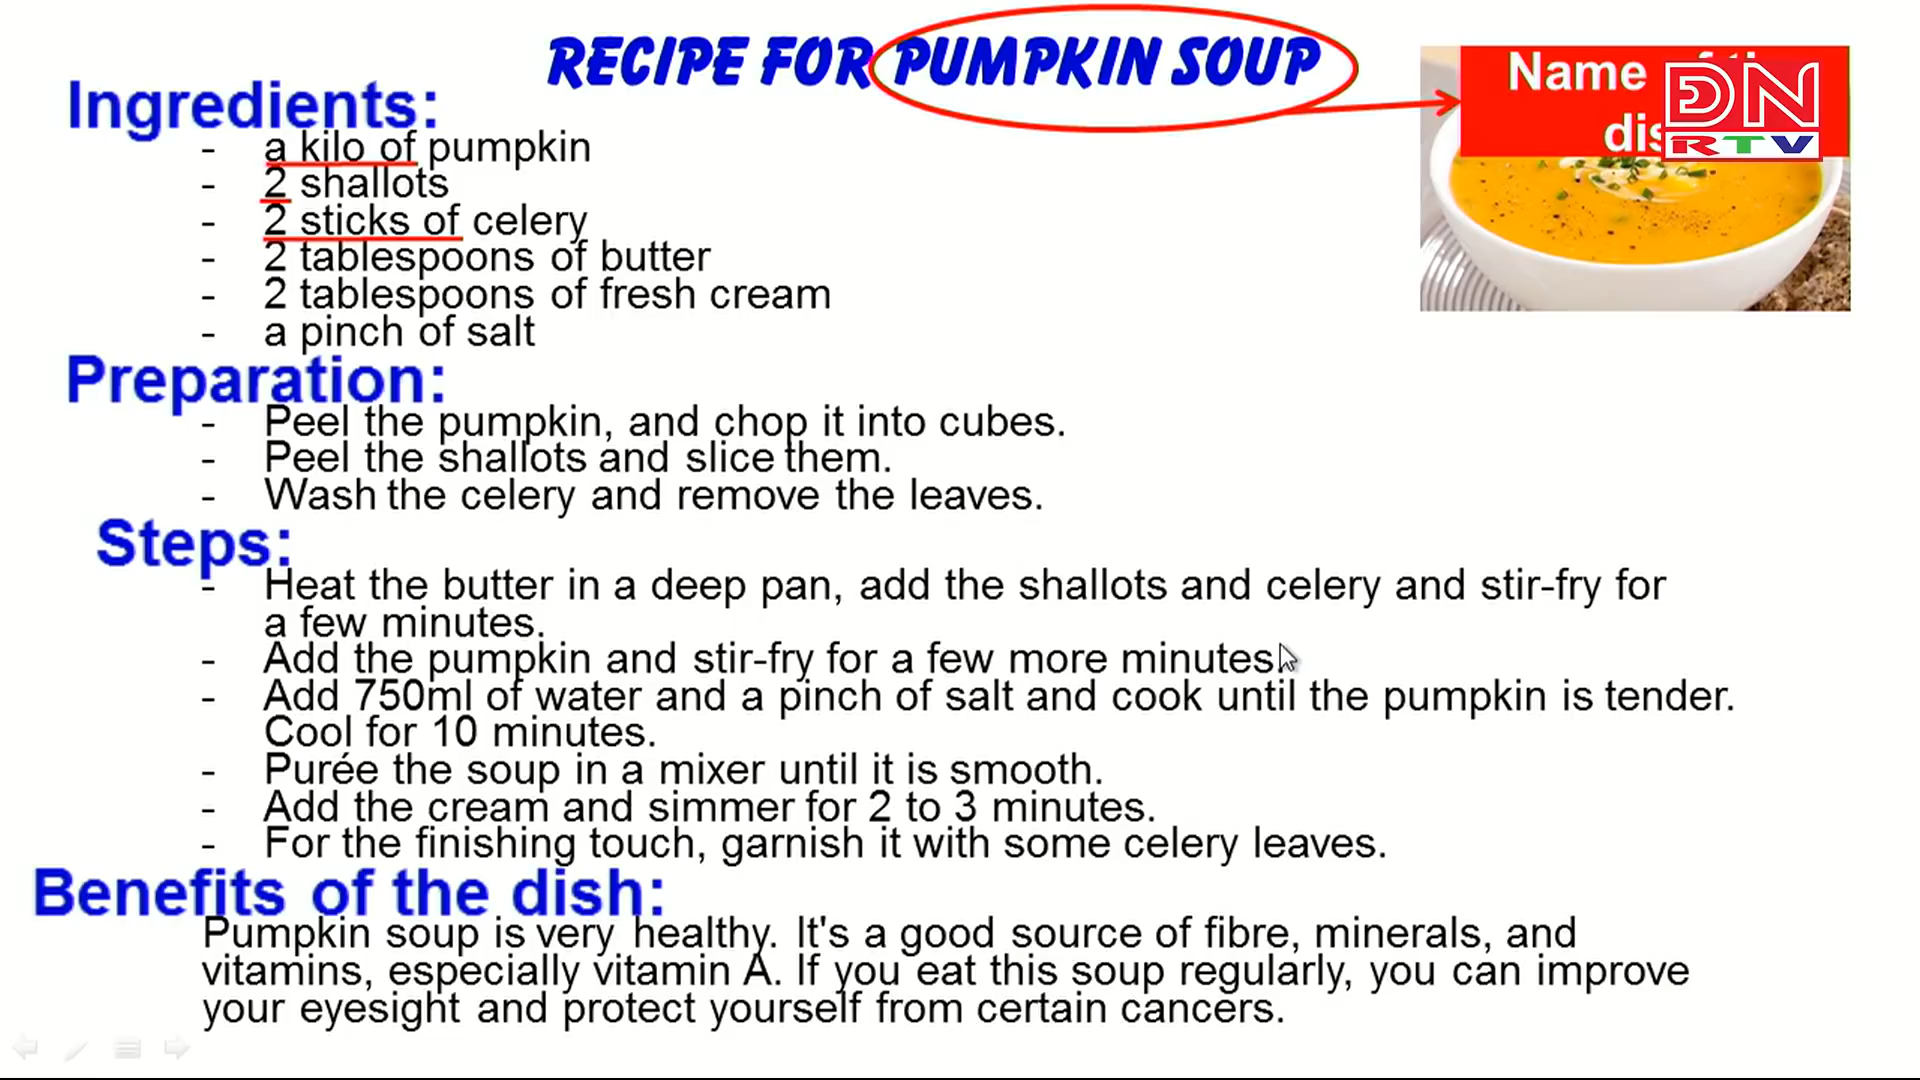 RECIPE FOR PUMPKIN SOUP
Name
dis
DN
RTV
Ingredients:
- a kilo of pumpkin
- 2 shallots
- 2 sticks of celery
- 2 tablespoons of butter
- 2 tablespoons of fresh cream
- a pinch of salt
Preparation:
- Peel the pumpkin, and chop it into cubes.
- Peel the shallots and slice them.
- Wash the celery and remove the leaves.
Steps:
- Heat the butter in a deep pan, add the shallots and celery and stir-fry for
a few minutes.
- Add the pumpkin and stir-fry for a few more minutes.
- Add 750ml of water and a pinch of salt and cook until the pumpkin is tender.
Cool for 10 minutes.
- Purée the soup in a mixer until it is smooth.
- Add the cream and simmer for 2 to 3 minutes.
- For the finishing touch, garnish it with some celery leaves.
Benefits of the dish:
Pumpkin soup is very healthy. It's a good source of fibre, minerals, and
vitamins, especially vitamin A. If you eat this soup regularly, you can improve
your eyesight and protect yourself from certain cancers.